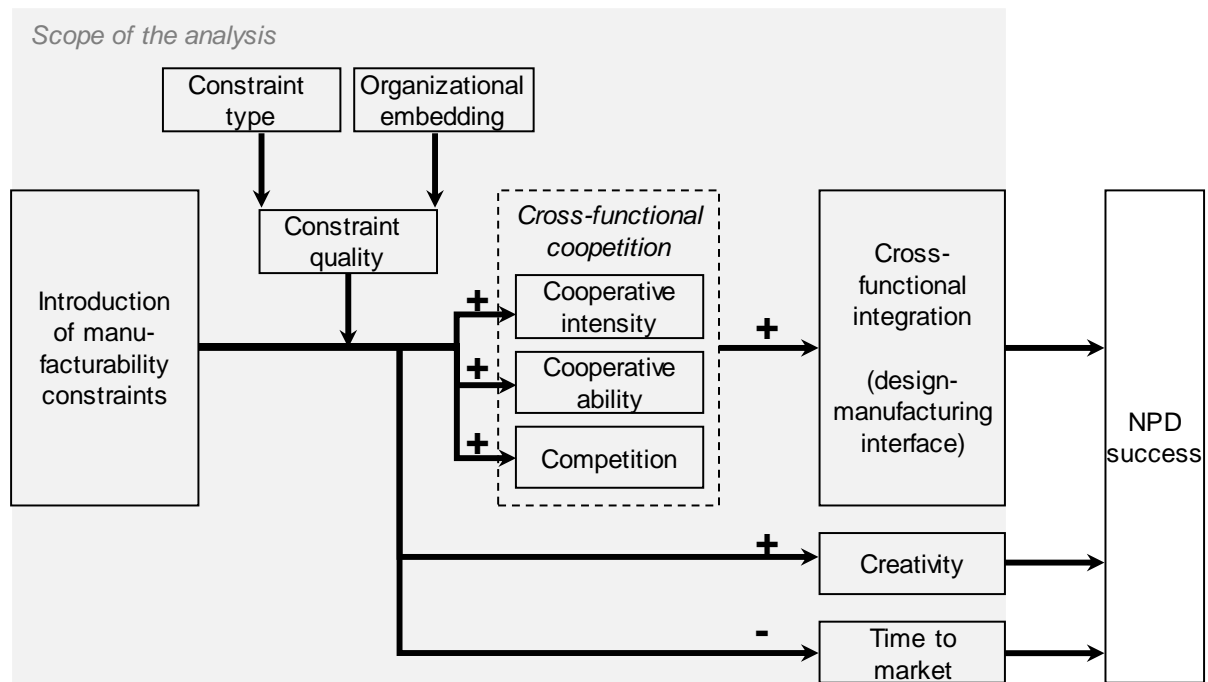 Scope of the analysis
Constraint
type
Organizational
embedding
Constraint
quality
Introduction
of manu-
facturability
constraints
Cross-functional
coopetition
+
Cooperative
intensity
+
Cooperative
ability
+
Competition
+
Cross-
functional
integration
(design-
manufacturing
interface)
+
Creativity
-
Time to
market
NPD
success